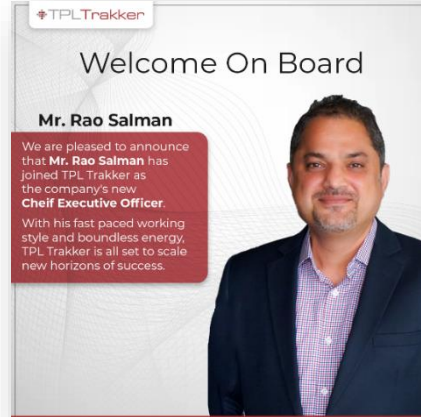 TPLTrakker
Welcome On Board
Mr. Rao Salman
We are pleased to announce
that Mr. Rao Salman has
joined TPL Trakker as
the company's new
Cheif Executive Officer.
With his fast paced working
style and boundless energy,
TPL Trakker is all set to scale
new horizons of success.